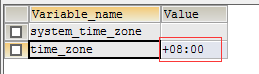 Variable_name Value
system_time_zone
time_zone +08:00